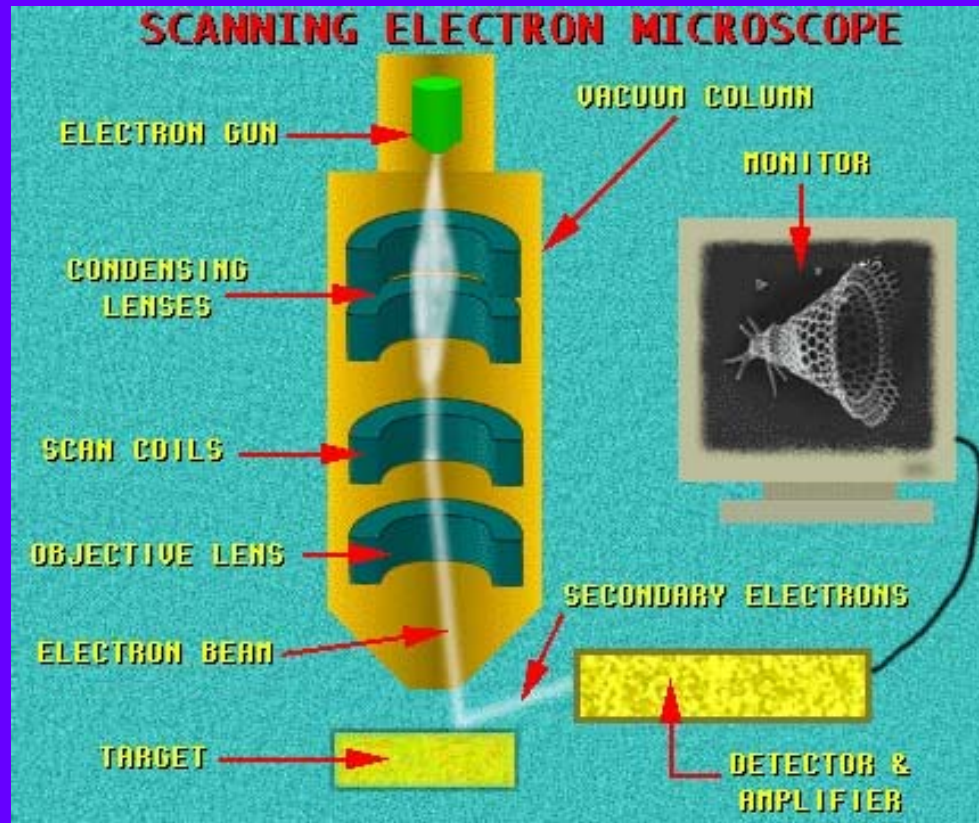 SCANNING ELECTRON MICROSCOPE
VACUUM COLUMN
ELECTRON GUN
MONITOR
CONDENSING
LENSES
SCAN COILS
OBJECTIVE LENS
SECONDARY ELECTRONS
ELECTRON BEAM
TARGET
DETECTOR &
AMPLIFIER